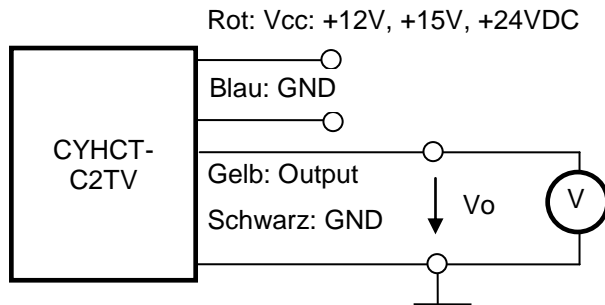 Rot: Vcc: +12V, +15V, +24VDC
Blau: GND
CYHCT-
C2TV
Gelb: Output
Schwarz: GND
Vo
V